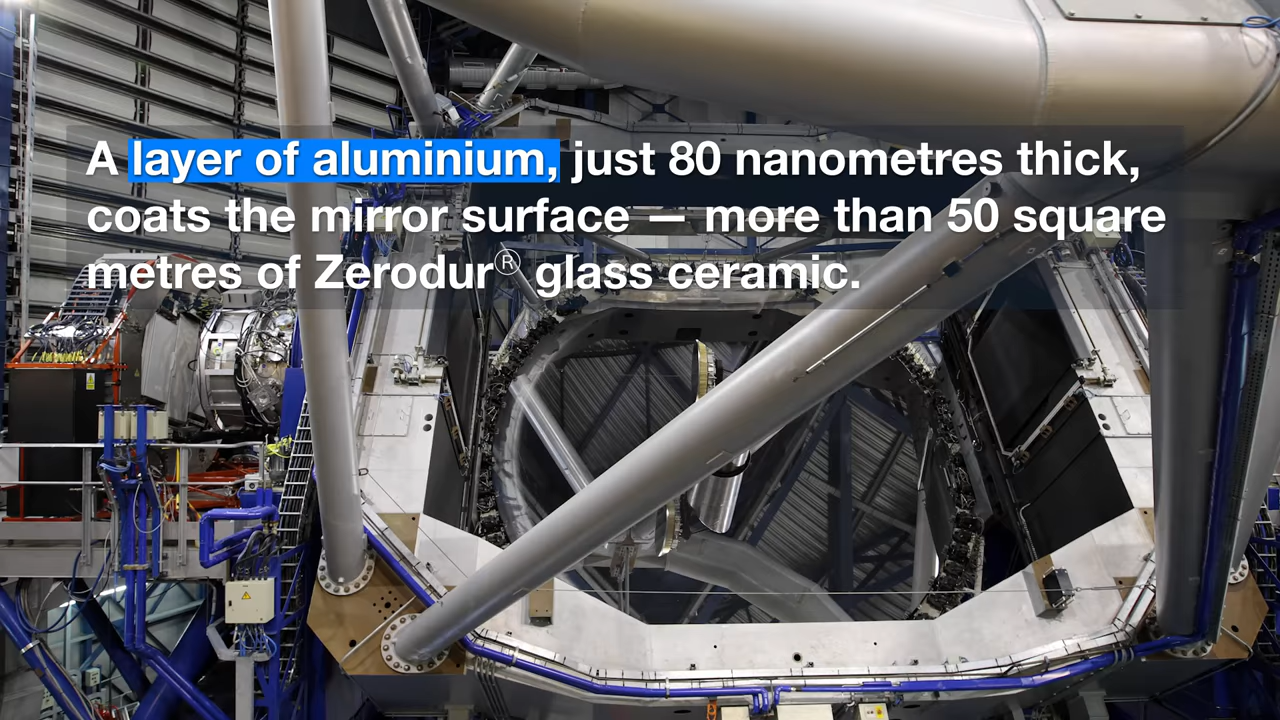 A layer of aluminium, just 80 nanometres thick,
coats the mirror surface — more than 50 square
metres of Zerodur® glass ceramic.